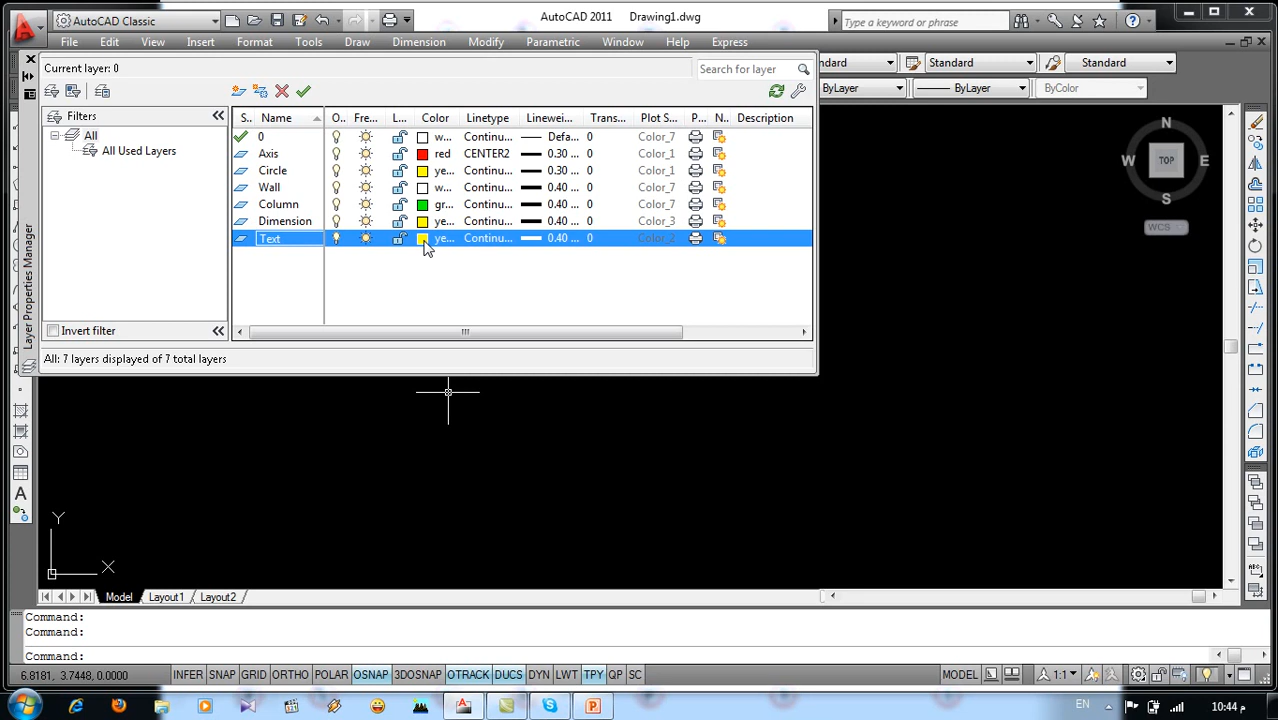 AutoCAD Classic
AutoCAD 2011 Drawing1.dwg
Type a keyword or phrase
File Edit View Insert Format Tools Draw Dimension Modify Parametric Window Help Express
Current layer: 0
Search for layer
ndard Standard Standard
ByLayer ByLayer ByColor
Filters
All
All Used Layers
S.. Name O.. Fre... L... Color Linetype Linewei... Trans... Plot S... P... N.. Description
0 w... Continu... Defa... 0 Color_7
Axis red CENTER2 0.30 ... 0 Color_1
Circle ye... Continu... 0.30 ... 0 Color_1
Wall w... Continu... 0.40 ... 0 Color_7
Column gr... Continu... 0.40 ... 0 Color_7
Dimension ye... Continu... 0.40 ... 0 Color_3
Text ye... Continu... 0.40 ... 0 Color_2
Invert filter
All: 7 layers displayed of 7 total layers
Layer Properties Manager
N
W TOP E
S
WCS
Y
X
Model Layout1 Layout2
Command:
Command:
Command:
6.8181, 3.7448, 0.0000 INFER SNAP GRID ORTHO POLAR OSNAP 3DOSNAP OTRACK DUCS DYN LWT TPY QP SC MODEL 1:1
EN 10:44 م